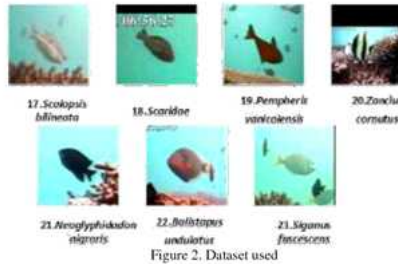 17.Scolopsis
bilineata
18.Scaridae
19.Pempheris
vanicolensis
20.Zanclus
cornutus
21.Neoglyphidodon
nigroris
22.Balistapus
undulatus
23.Siganus
fuscescens
Figure 2. Dataset used